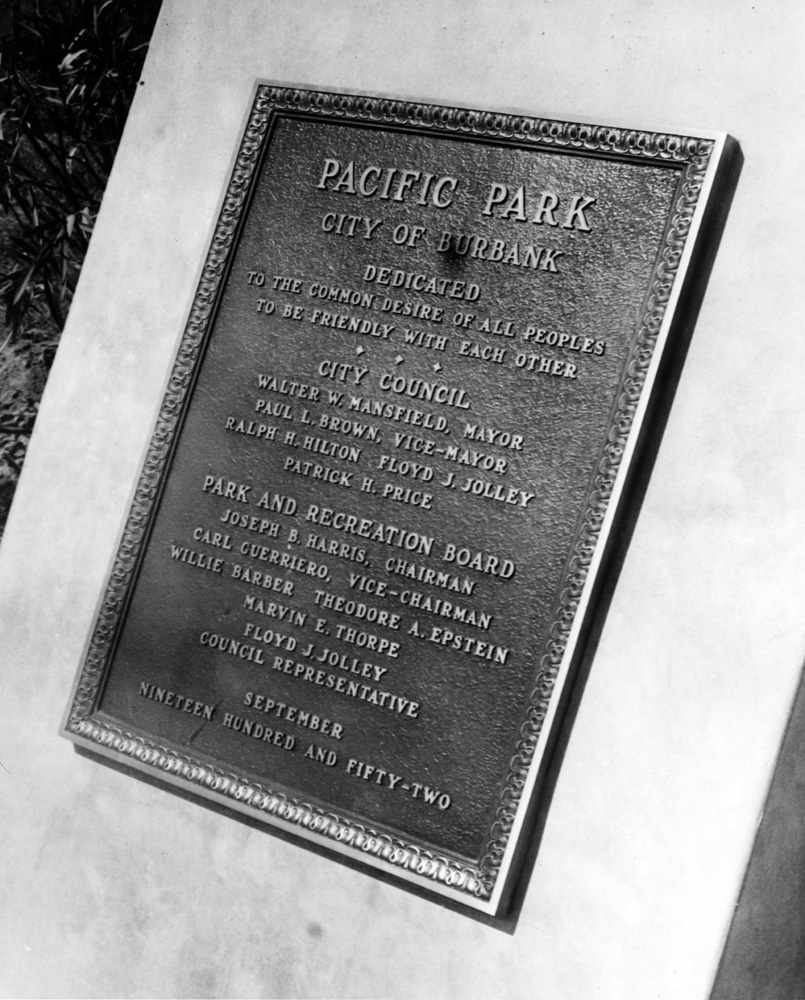 PACIFIC PARK
CITY OF BURBANK
DEDICATED
TO THE COMMON DESIRE OF ALL PEOPLES
TO BE FRIENDLY WITH EACH OTHER
CITY COUNCIL
WALTER W. MANSFIELD, MAYOR
PAUL L. BROWN, VICE-MAYOR
RALPH H. HILTON FLOYD J. JOLLEY
PATRICK H. PRICE
PARK AND RECREATION BOARD
JOSEPH B. HARRIS, CHAIRMAN
CARL GUERRIERO, VICE-CHAIRMAN
WILLIE BARBER THEODORE A. EPSTEIN
MARVIN E. THORPE
FLOYD J. JOLLEY
COUNCIL REPRESENTATIVE
SEPTEMBER
NINETEEN HUNDRED AND FIFTY-TWO